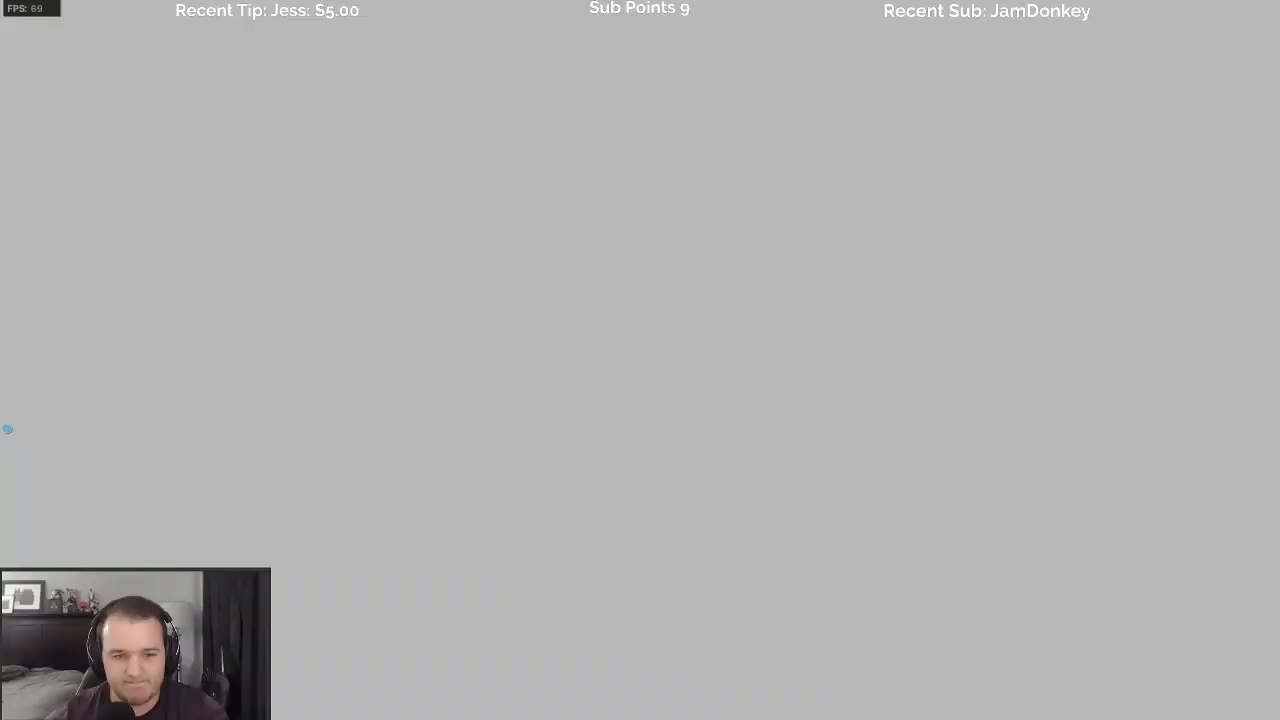 FPS: 69
Recent Tip: Jess: $5.00
Sub Points 9
Recent Sub: JamDonkey